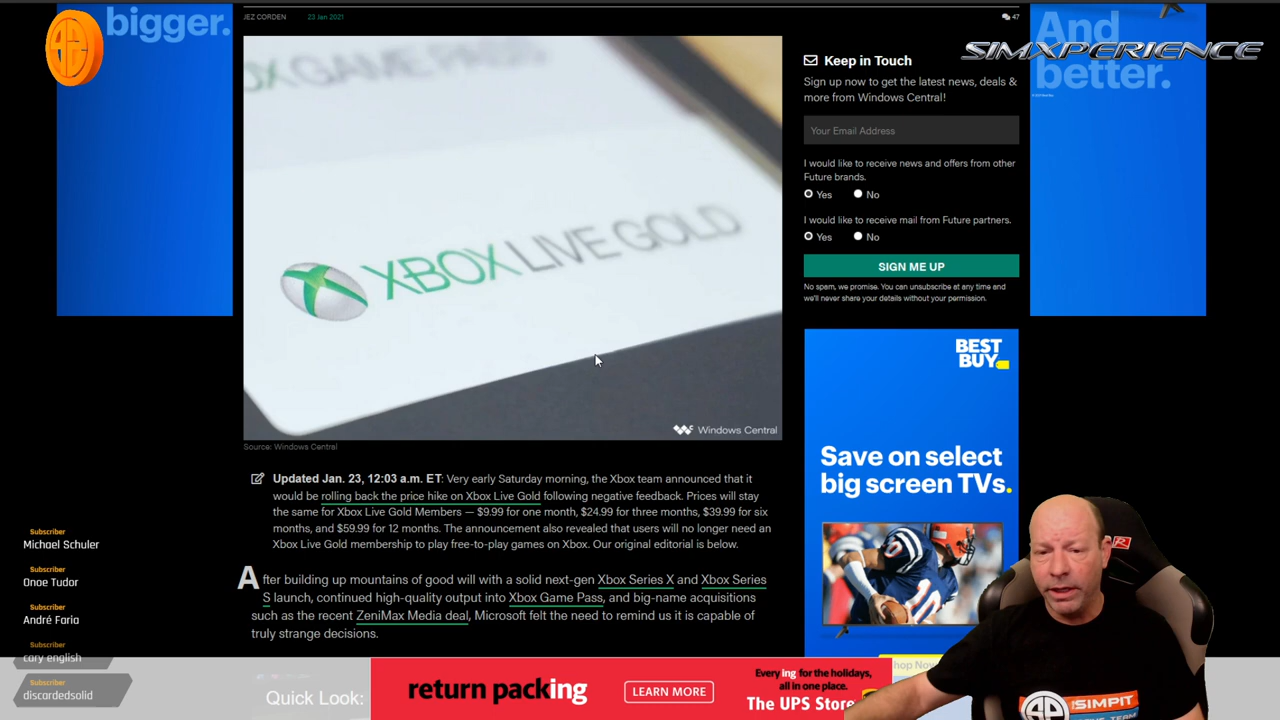 bigger.
JEZ CORDEN
23 Jan 2021
47
And
better.
SIMXPERIENCE
XBOX GAME PASS
XBOX LIVE GOLD
Windows Central
Source: Windows Central
Keep in Touch
Sign up now to get the latest news, deals &
more from Windows Central!
Your Email Address
I would like to receive news and offers from other
Future brands.
Yes
No
I would like to receive mail from Future partners.
Yes
No
SIGN ME UP
No spam, we promise. You can unsubscribe at any time and
we'll never share your details without your permission.
BEST
BUY
Save on select
big screen TVs.
Updated Jan. 23, 12:03 a.m. ET: Very early Saturday morning, the Xbox team announced that it
would be rolling back the price hike on Xbox Live Gold following negative feedback. Prices will stay
the same for Xbox Live Gold Members — $9.99 for one month, $24.99 for three months, $39.99 for six
months, and $59.99 for 12 months. The announcement also revealed that users will no longer need an
Xbox Live Gold membership to play free-to-play games on Xbox. Our original editorial is below.
After building up mountains of good will with a solid next-gen Xbox Series X and Xbox Series
S launch, continued high-quality output into Xbox Game Pass, and big-name acquisitions
such as the recent ZeniMax Media deal, Microsoft felt the need to remind us it is capable of
truly strange decisions.
Subscriber
Michael Schuler
Subscriber
Onoe Tudor
Subscriber
André Faria
Subscriber
cary english
Subscriber
discardedsolid
Quick Look:
return packing
LEARN MORE
Every ing for the holidays,
all in one place.
The UPS Store
hop Now
SIMPIT